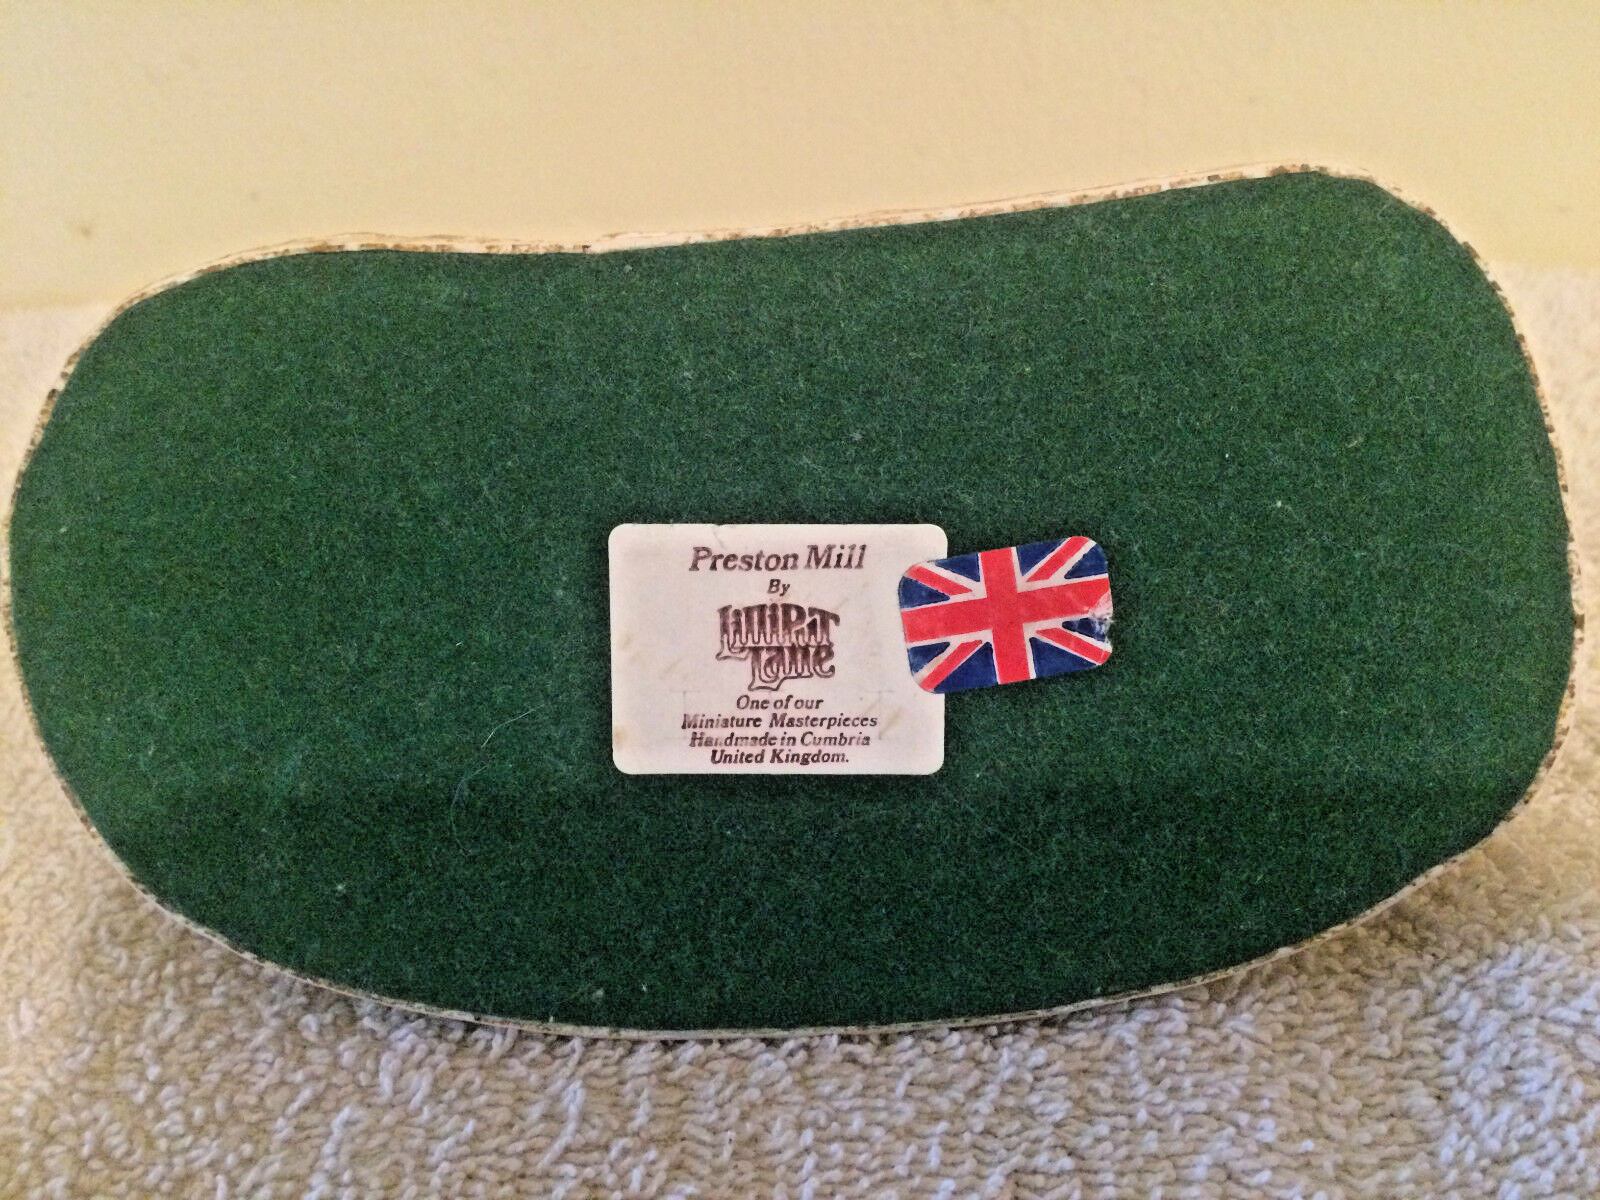 Preston Mill
By
Lilliput
Lane
One of our
Miniature Masterpieces
Handmade in Cumbria
United Kingdom.